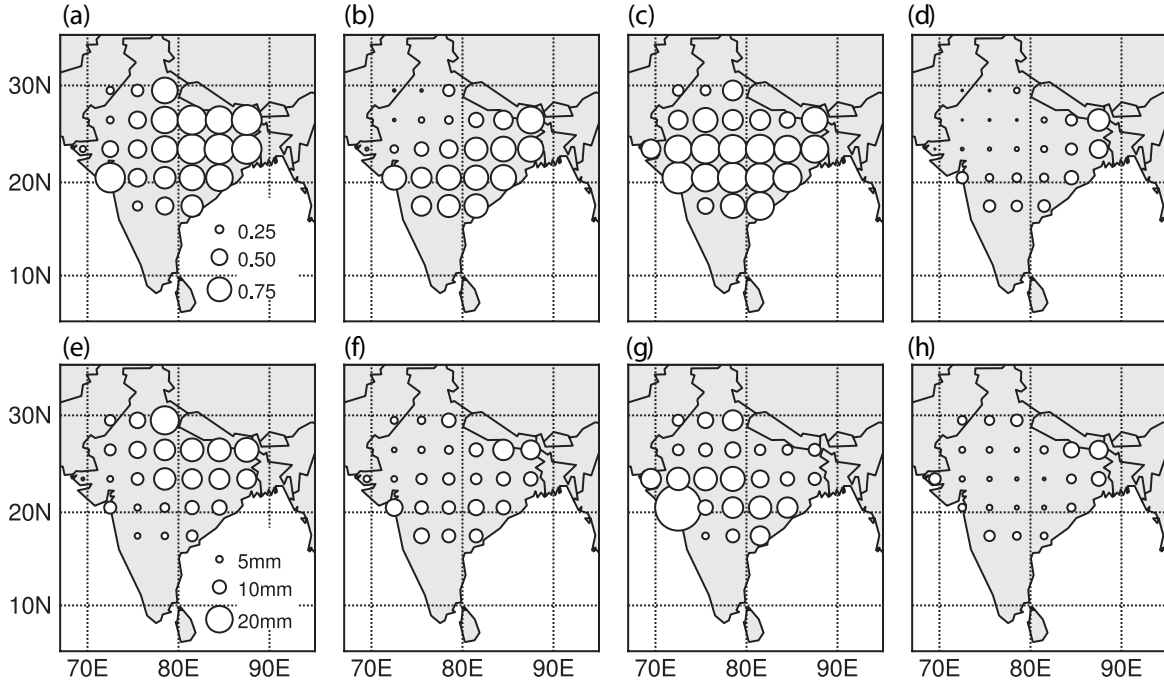 (a) (b) (c) (d)
30N
20N
0.25
0.50
10N
0.75
(e) (f) (g) (h)
30N
20N
5mm
10mm
10N
20mm
70E 80E 90E 70E 80E 90E 70E 80E 90E 70E 80E 90E